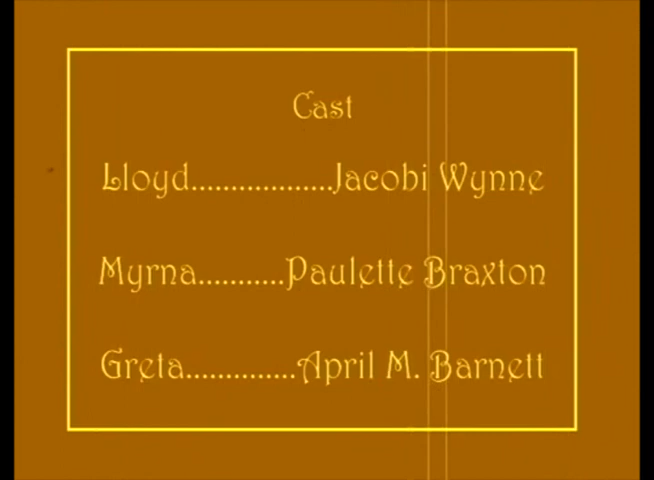 Cast
Lloyd..................Jacobi Wynne
Myrna...........Paulette Braxton
Greta..............April M. Barnett